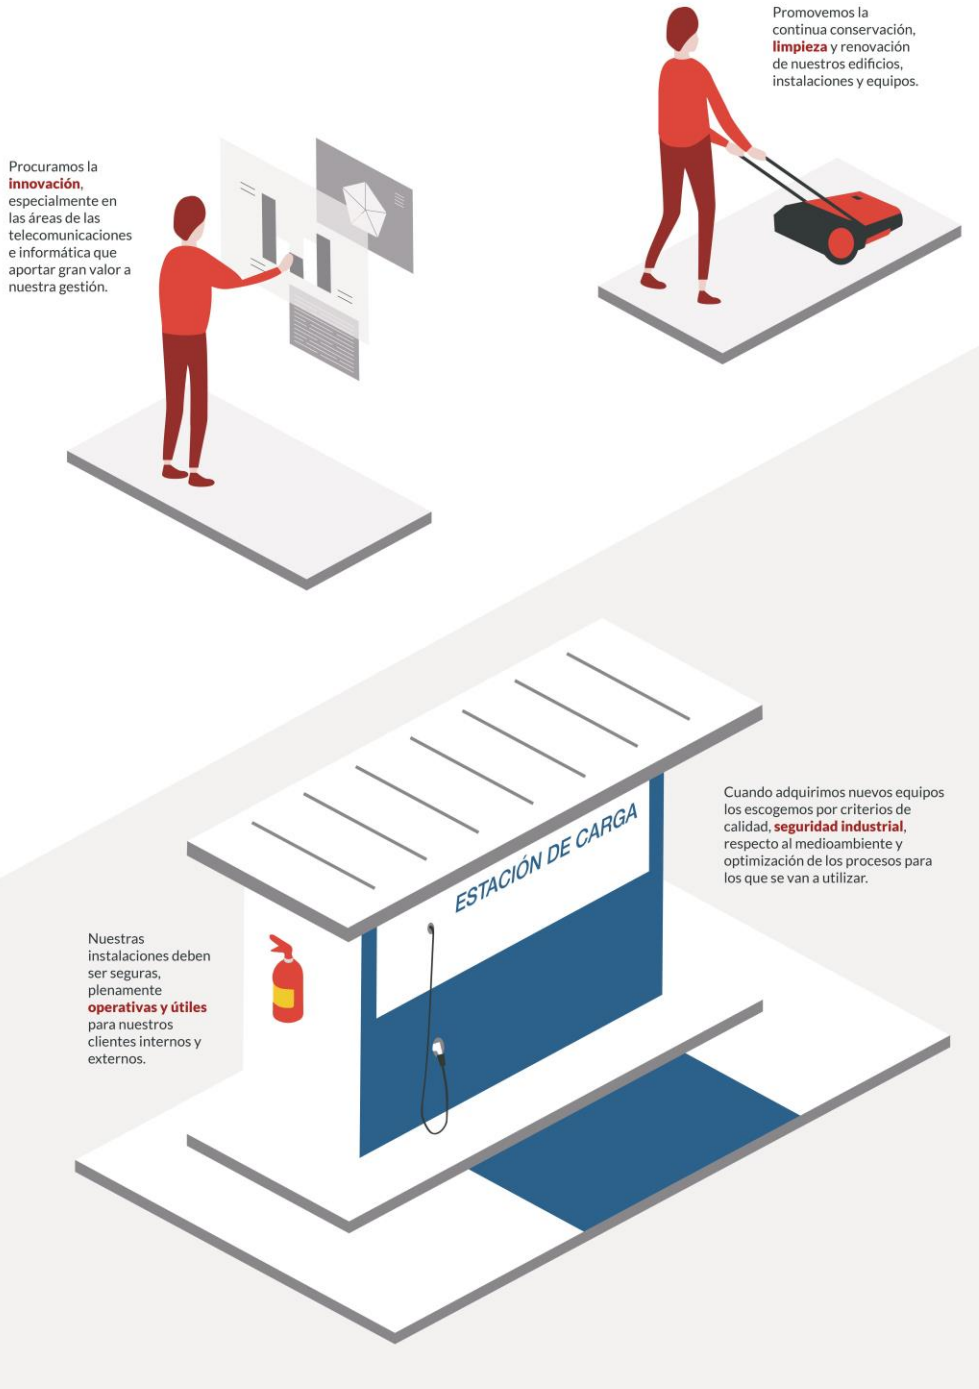 Promovemos la
continua conservación,
limpieza y renovación
de nuestros edificios,
instalaciones y equipos.
Procuramos la
innovación,
especialmente en
las áreas de las
telecomunicaciones
e informática que
aportar gran valor a
nuestra gestión.
Cuando adquirimos nuevos equipos
los escogemos por criterios de
calidad, seguridad industrial,
respecto al medioambiente y
optimización de los procesos para
los que se van a utilizar.
ESTACIÓN DE CARGA
Nuestras
instalaciones deben
ser seguras,
plenamente
operativas y útiles
para nuestros
clientes internos y
externos.